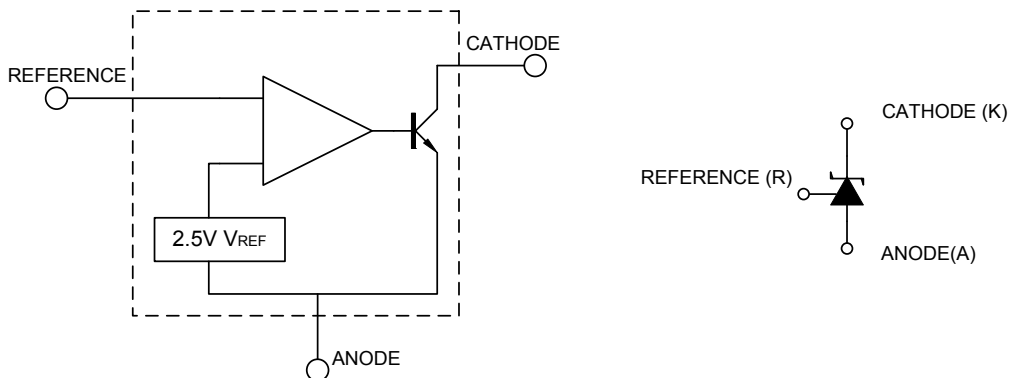 CATHODE
REFERENCE
2.5V VREF
ANODE
CATHODE (K)
REFERENCE (R)
ANODE(A)